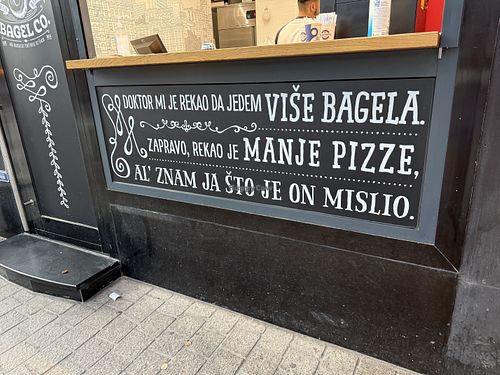 BAGEL CO.
DOKTOR MI JE REKAO DA JEDEM VIŠE BAGELA.
ZAPRAVO, REKAO JE MANJE PIZZE,
AL' ZNAM JA ŠTO JE ON MISLIO.